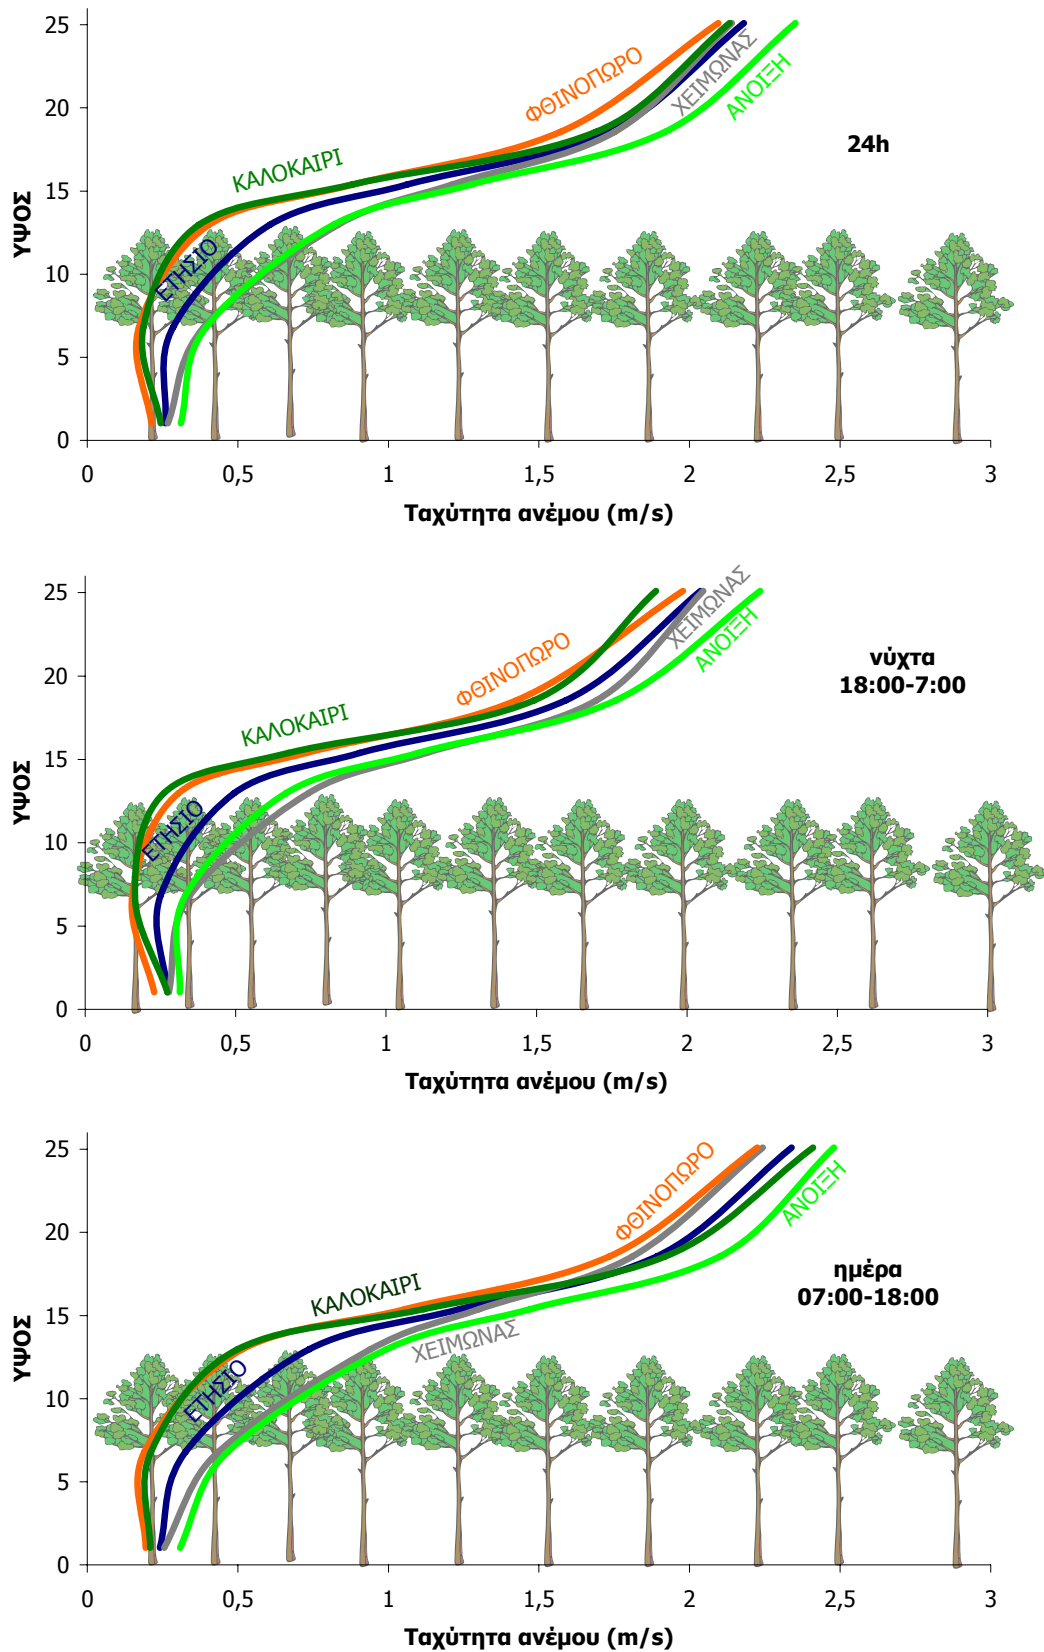 25
20
15
10
5
0
ΥΨΟΣ
ΦΘΙΝΟΠΩΡΟ
ΧΕΙΜΩΝΑΣ
ΑΝΟΙΞΗ
24h
ΚΑΛΟΚΑΙΡΙ
ΕΤΗΣΙΟ
0 0,5 1 1,5 2 2,5 3
Ταχύτητα ανέμου (m/s)
25
20
15
10
5
0
ΥΨΟΣ
ΧΕΙΜΩΝΑΣ
ΑΝΟΙΞΗ
ΦΘΙΝΟΠΩΡΟ
νύχτα
18:00-7:00
ΚΑΛΟΚΑΙΡΙ
ΕΤΗΣΙΟ
0 0,5 1 1,5 2 2,5 3
Ταχύτητα ανέμου (m/s)
25
20
15
10
5
0
ΥΨΟΣ
ΦΘΙΝΟΠΩΡΟ
ΑΝΟΙΞΗ
ημέρα
07:00-18:00
ΚΑΛΟΚΑΙΡΙ
ΧΕΙΜΩΝΑΣ
ΕΤΗΣΙΟ
0 0,5 1 1,5 2 2,5 3
Ταχύτητα ανέμου (m/s)